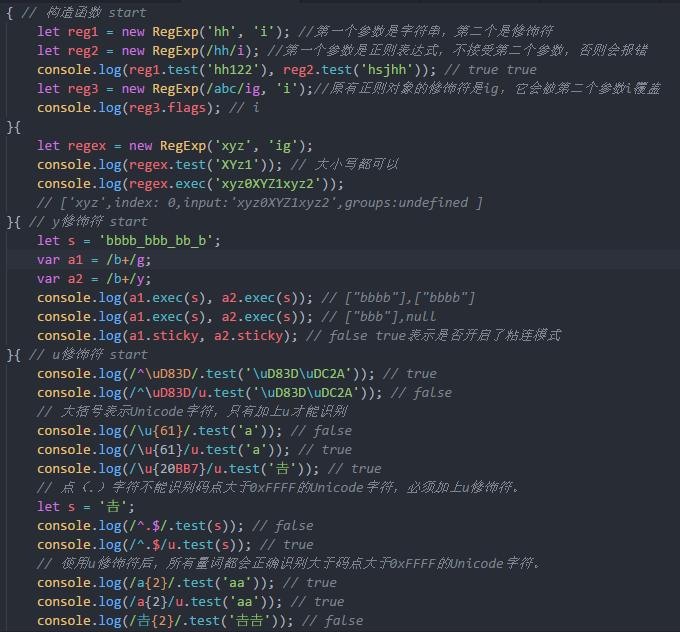 { // 构造函数 start
let reg1 = new RegExp('hh', 'i'); //第一个参数是字符串，第二个是修饰符
let reg2 = new RegExp(/hh/i); //第一个参数是正则表达式，不接受第二个参数，否则会报错
console.log(reg1.test('hh122'), reg2.test('hsjhh')); // true true
let reg3 = new RegExp(/abc/ig, 'i');//原有正则对象的修饰符是ig，它会被第二个参数i覆盖
console.log(reg3.flags); // i
}{
let regex = new RegExp('xyz', 'ig');
console.log(regex.test('XYz1')); // 大小写都可以
console.log(regex.exec('xyz0XYZ1xyz2'));
// ['xyz',index: 0,input:'xyz0XYZ1xyz2',groups:undefined ]
}{ // y修饰符 start
let s = 'bbbb_bbb_bb_b';
var a1 = /b+/g;
var a2 = /b+/y;
console.log(a1.exec(s), a2.exec(s)); // ["bbbb"],["bbbb"]
console.log(a1.exec(s), a2.exec(s)); // ["bbb"],null
console.log(a1.sticky, a2.sticky); // false true表示是否开启了粘连模式
}{ // u修饰符 start
console.log(/^\uD83D/.test('\uD83D\uDC2A')); // true
console.log(/^\uD83D/u.test('\uD83D\uDC2A')); // false
// 大括号表示Unicode字符，只有加上u才能识别
console.log(/\u{61}/.test('a')); // false
console.log(/\u{61}/u.test('a')); // true
console.log(/\u{20BB7}/u.test('𠮷')); // true
// 点（.）字符不能识别码点大于0xFFFF的Unicode字符，必须加上u修饰符。
let s = '𠮷';
console.log(/^.$/.test(s)); // false
console.log(/^.$/u.test(s)); // true
// 使用u修饰符后，所有量词都会正确识别大于码点大于0xFFFF的Unicode字符。
console.log(/a{2}/.test('aa')); // true
console.log(/a{2}/u.test('aa')); // true
console.log(/𠮷{2}/.test('𠮷𠮷')); // false